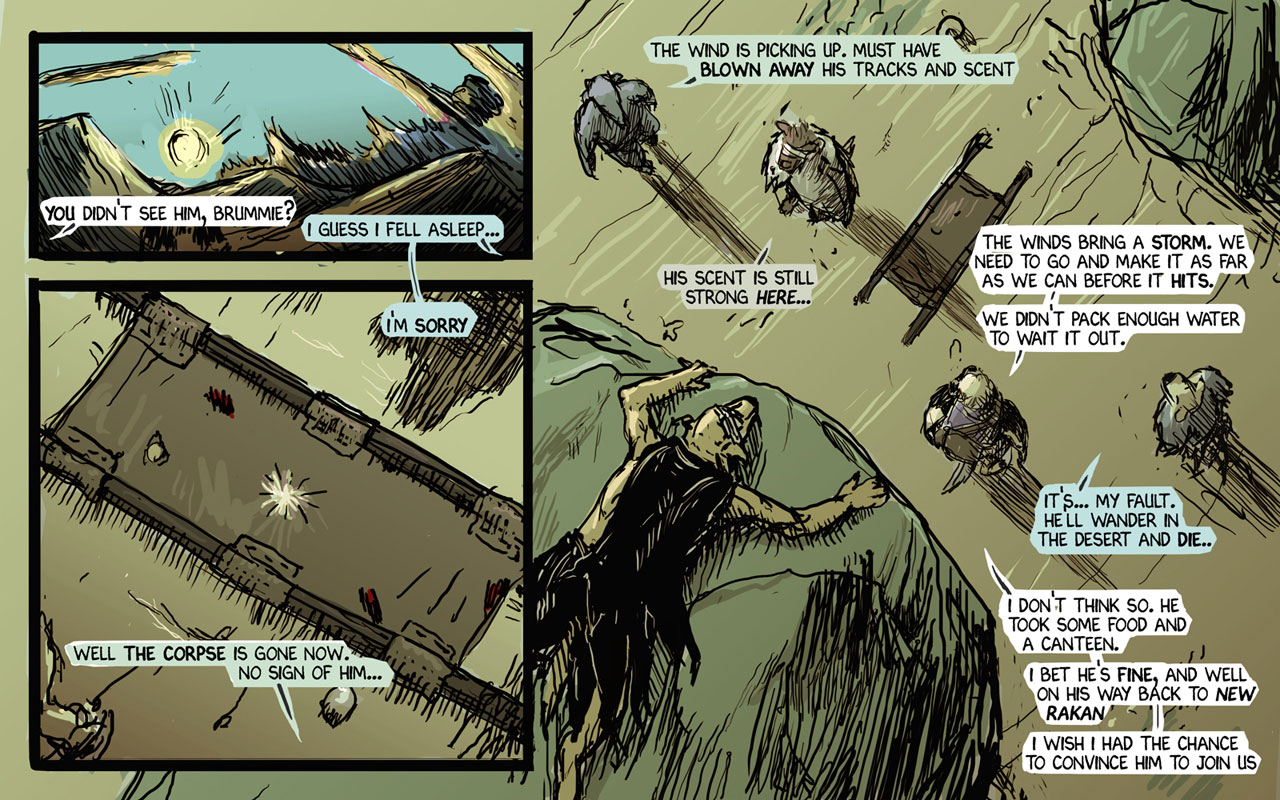 YOU DIDN'T SEE HIM, BRUMMIE?
I GUESS I FELL ASLEEP...
I'M SORRY
WELL THE CORPSE IS GONE NOW.
NO SIGN OF HIM...
THE WIND IS PICKING UP. MUST HAVE
BLOWN AWAY HIS TRACKS AND SCENT
HIS SCENT IS STILL
STRONG HERE...
THE WINDS BRING A STORM. WE
NEED TO GO AND MAKE IT AS FAR
AS WE CAN BEFORE IT HITS.
WE DIDN'T PACK ENOUGH WATER
TO WAIT IT OUT.
IT'S... MY FAULT.
HE'LL WANDER IN
THE DESERT AND DIE..
I DON'T THINK SO. HE
TOOK SOME FOOD AND
A CANTEEN.
I BET HE'S FINE, AND WELL
ON HIS WAY BACK TO NEW
RAKAN
I WISH I HAD THE CHANCE
TO CONVINCE HIM TO JOIN US